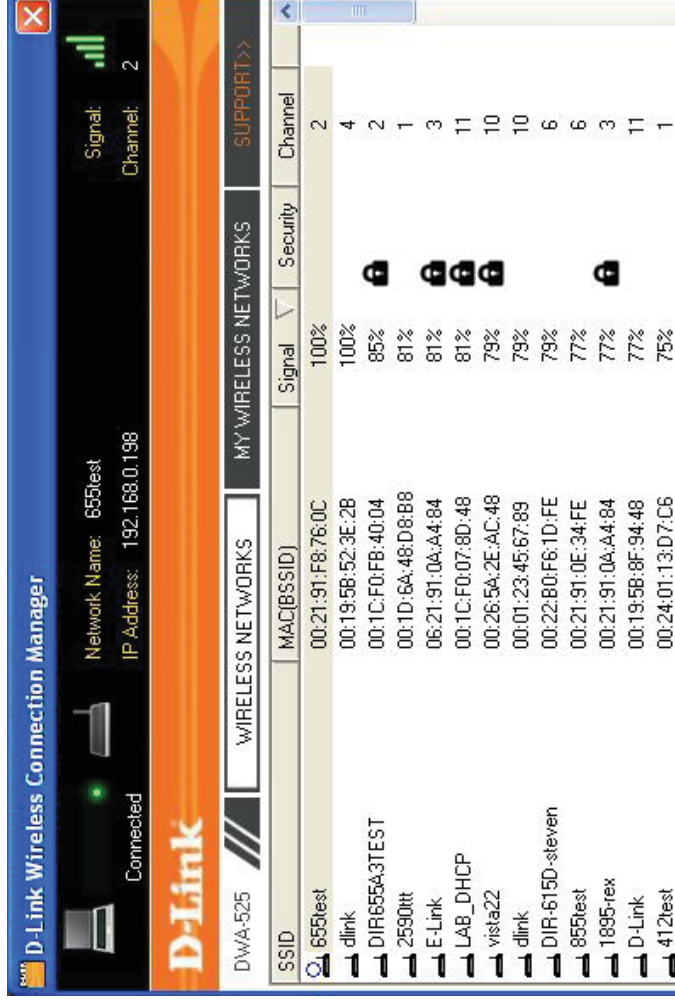 D-Link Wireless Connection Manager
Connected
Network Name: 655test
Signal:
IP Address: 192.168.0.198
Channel: 2
D-Link
DWA-525 WIRELESS NETWORKS MY WIRELESS NETWORKS SUPPORT>>
SSID MAC(BSSID) Signal Security Channel
655test 00:21:91:F8:76:0C 100% 2
dlink 00:19:5B:52:3E:2B 100% 4
DIR655A3TEST 00:1C:F0:FB:40:04 85% 2
2590ttt 00:1D:6A:48:D8:B8 81% 1
E-Link 06:21:91:0A:A4:84 81% 3
LAB_DHCP 00:1C:F0:07:8D:48 81% 11
vista22 00:26:5A:2E:AC:48 79% 10
dlink 00:01:23:45:67:89 79% 10
DIR-615D-steven 00:22:B0:F6:1D:FE 79% 6
855test 00:21:91:0E:34:FE 77% 6
1895-rex 00:21:91:0A:A4:84 77% 3
D-Link 00:19:5B:8F:94:48 77% 11
412test 00:24:01:13:D7:C6 75% 1